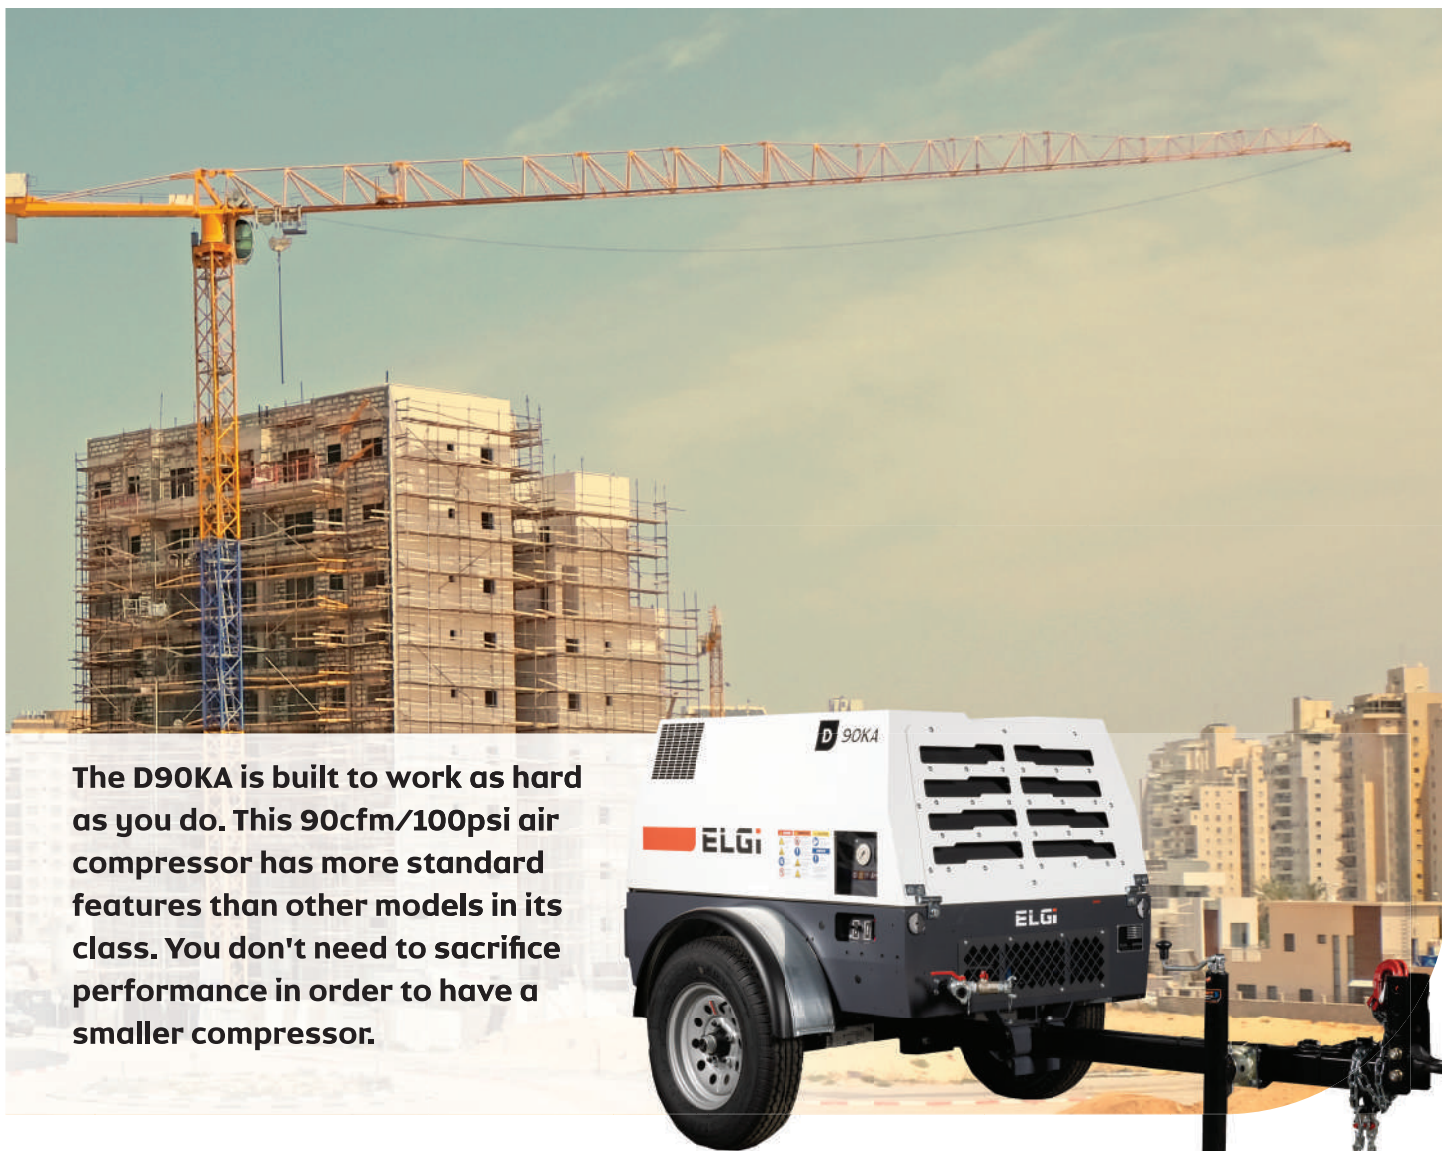 The D90KA is built to work as hard
as you do. This 90cfm/100psi air
compressor has more standard
features than other models in its
class. You don't need to sacrifice
performance in order to have a
smaller compressor.
D 90KA
ELGi
ELGi